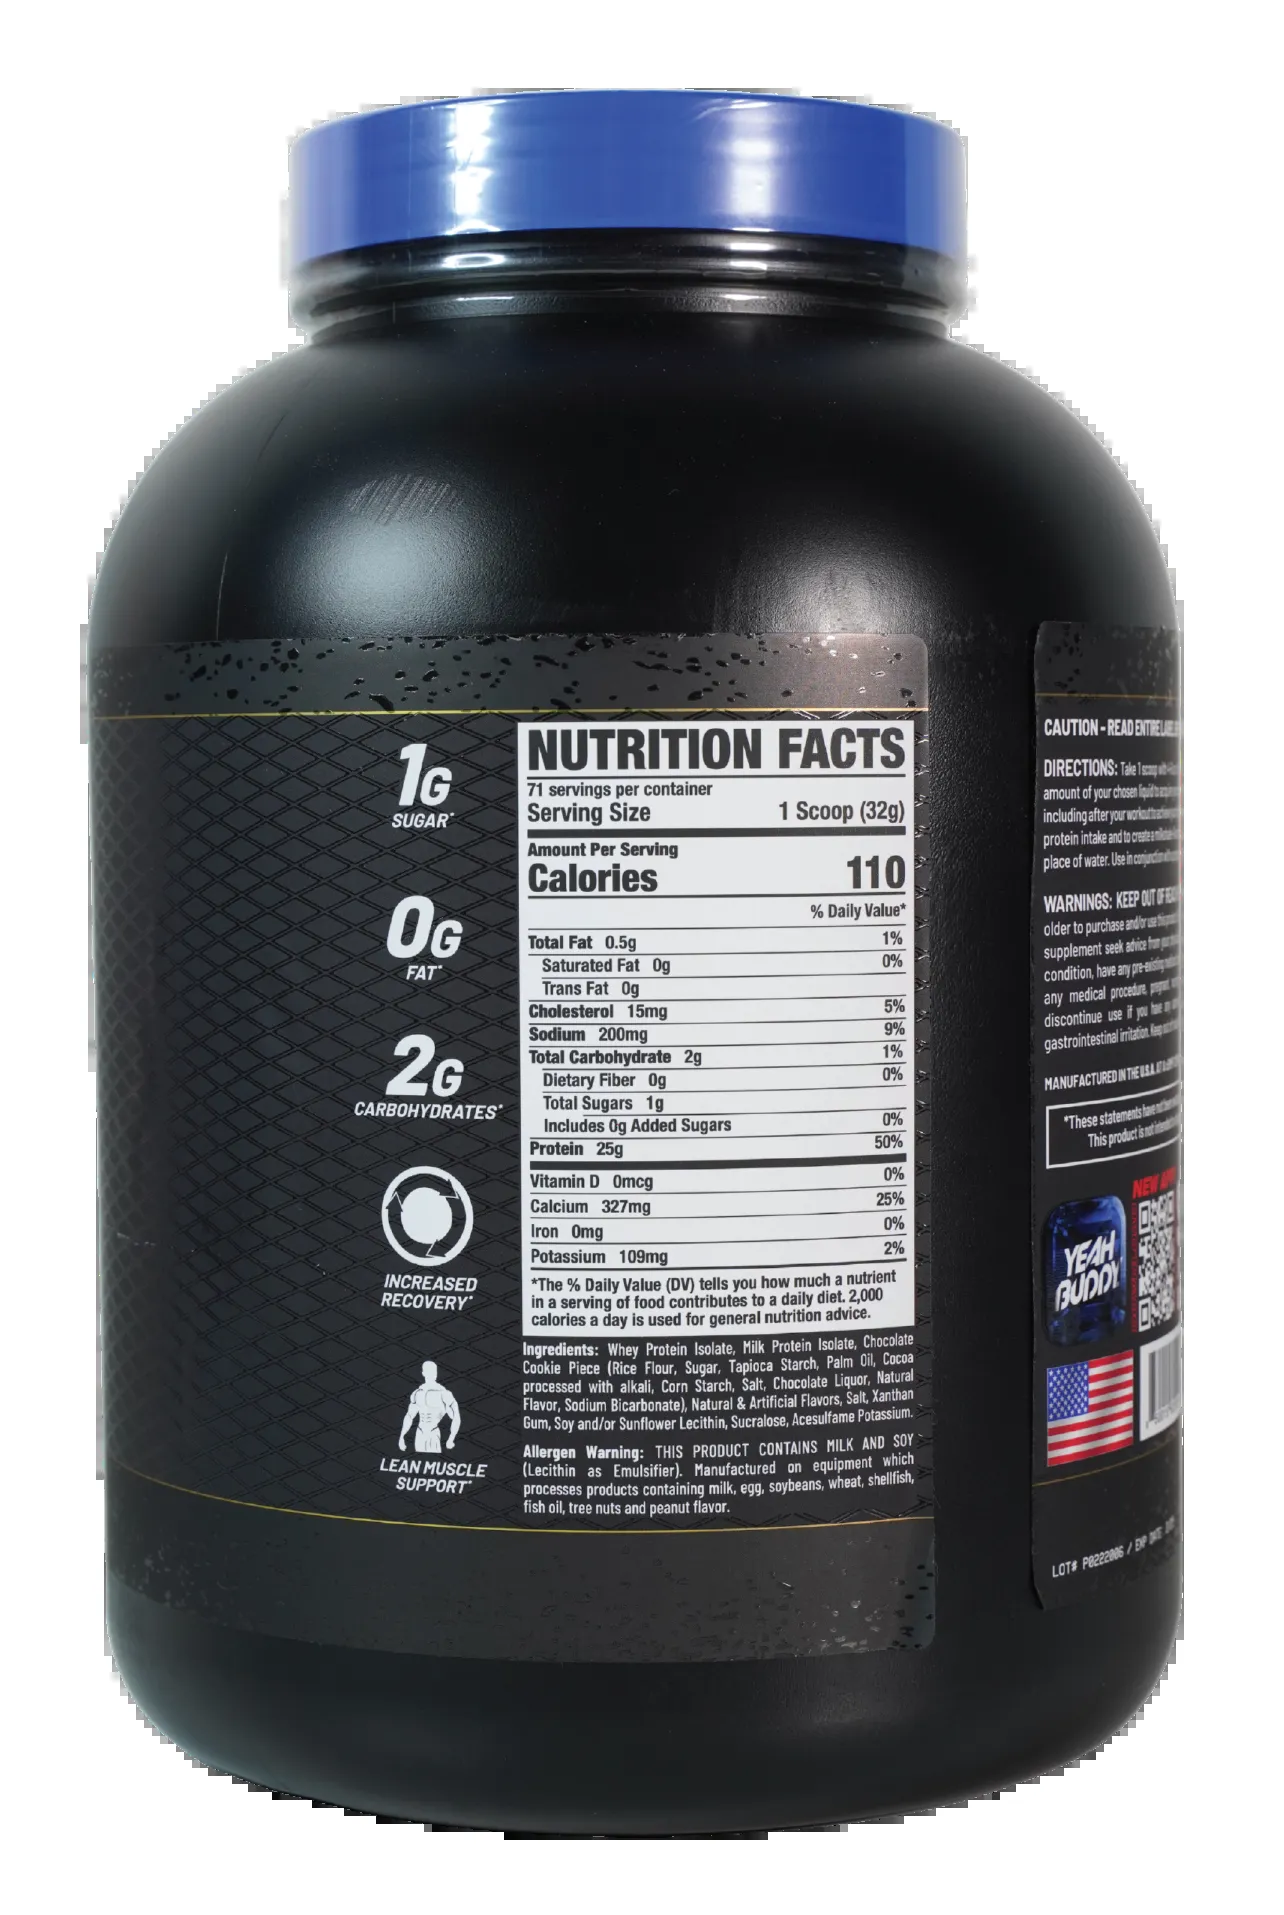 1G
SUGAR*
0G
FAT*
2G
CARBOHYDRATES*
INCREASED
RECOVERY*
LEAN MUSCLE
SUPPORT*
NUTRITION FACTS
71 servings per container
Serving Size 1 Scoop (32g)
Amount Per Serving
Calories 110
% Daily Value*
Total Fat 0.5g 1%
Saturated Fat 0g 0%
Trans Fat 0g
Cholesterol 15mg 5%
Sodium 200mg 9%
Total Carbohydrate 2g 1%
Dietary Fiber 0g 0%
Total Sugars 1g
Includes 0g Added Sugars 0%
Protein 25g 50%
Vitamin D 0mcg 0%
Calcium 327mg 25%
Iron 0mg 0%
Potassium 109mg 2%
*The % Daily Value (DV) tells you how much a nutrient
in a serving of food contributes to a daily diet. 2,000
calories a day is used for general nutrition advice.
Ingredients: Whey Protein Isolate, Milk Protein Isolate, Chocolate
Cookie Piece (Rice Flour, Sugar, Tapioca Starch, Palm Oil, Cocoa
processed with alkali, Corn Starch, Salt, Chocolate Liquor, Natural
Flavor, Sodium Bicarbonate), Natural & Artificial Flavors, Salt, Xanthan
Gum, Soy and/or Sunflower Lecithin, Sucralose, Acesulfame Potassium.
Allergen Warning: THIS PRODUCT CONTAINS MILK AND SOY
(Lecithin as Emulsifier). Manufactured on equipment which
processes products containing milk, egg, soybeans, wheat, shellfish,
fish oil, tree nuts and peanut flavor.
CAUTION - READ ENTIRE LABEL
DIRECTIONS: Take 1 scoop with
amount of your chosen liquid to
including after your workout to
protein intake and to create a
place of water. Use in conjunction
WARNINGS: KEEP OUT OF
older to purchase and/or use this
supplement seek advice from
condition, have any pre-existing
any medical procedure, pregnant,
discontinue use if you have any
gastrointestinal irritation. Keep
MANUFACTURED IN THE U.S.A. AT
*These statements have not been
This product is not intended
NEW
YEAH
BUDDY
LOT# P0222006 / EXP DATE: